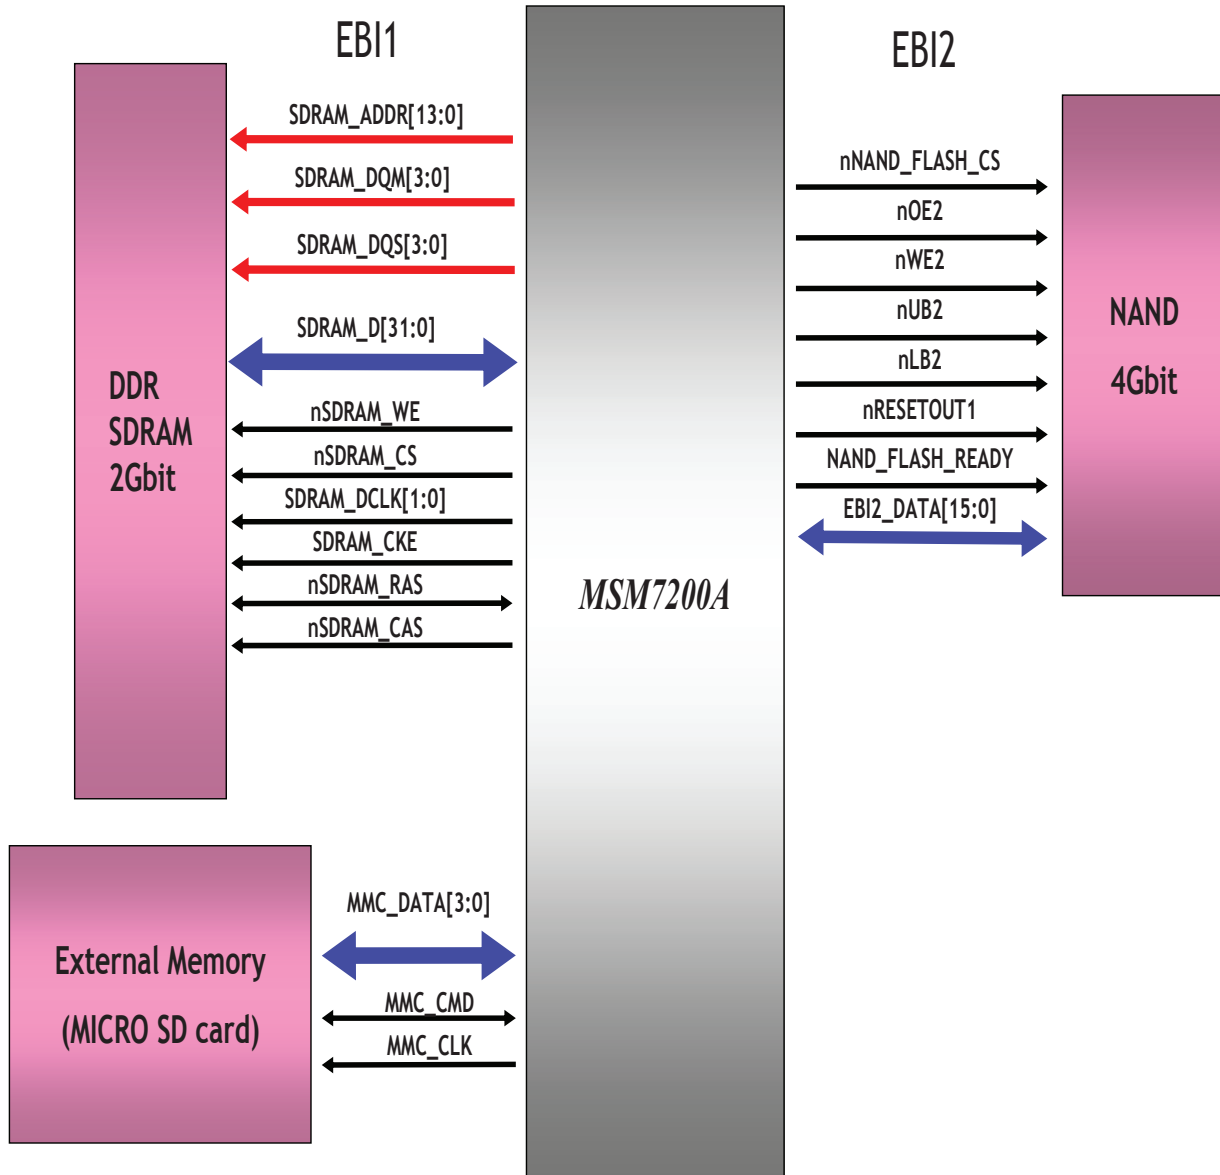 EBI1
SDRAM_ADDR[13:0]
SDRAM_DQM[3:0]
SDRAM_DQS[3:0]
SDRAM_D[31:0]
nSDRAM_WE
nSDRAM_CS
SDRAM_DCLK[1:0]
SDRAM_CKE
nSDRAM_RAS
nSDRAM_CAS
DDR
SDRAM
2Gbit
MSM7200A
EBI2
nNAND_FLASH_CS
nOE2
nWE2
nUB2
nLB2
nRESETOUT1
NAND_FLASH_READY
EBI2_DATA[15:0]
NAND
4Gbit
External Memory
(MICRO SD card)
MMC_DATA[3:0]
MMC_CMD
MMC_CLK